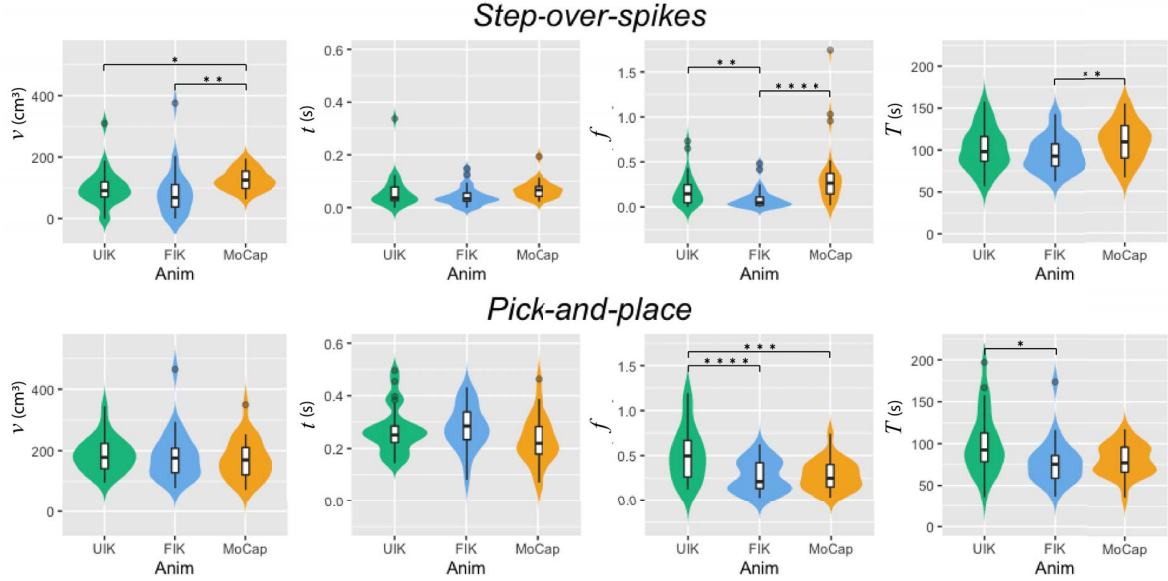 Step-over-spikes
v (cm³)
400
200
0
*
* *
UIK FIK MoCap
Anim
t (s)
0.6
0.4
0.2
0.0
UIK FIK MoCap
Anim
f
1.5
1.0
0.5
0.0
* *
* * * *
UIK FIK MoCap
Anim
T (s)
200
150
100
50
0
* *
UIK FIK MoCap
Anim
Pick-and-place
v (cm³)
400
200
0
UIK FIK MoCap
Anim
t (s)
0.6
0.4
0.2
0.0
UIK FIK MoCap
Anim
f
1.5
1.0
0.5
0.0
* * *
* * * *
UIK FIK MoCap
Anim
T (s)
200
150
100
50
0
*
UIK FIK MoCap
Anim